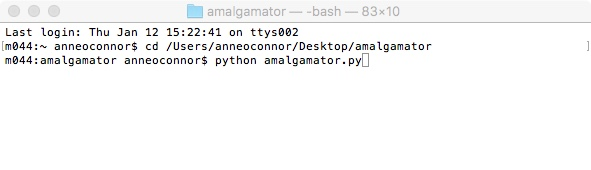 amalgamator — -bash — 83×10
Last login: Thu Jan 12 15:22:41 on ttys002
[m044:~ anneoconnor$ cd /Users/anneoconnor/Desktop/amalgamator ]
m044:amalgamator anneoconnor$ python amalgamator.py